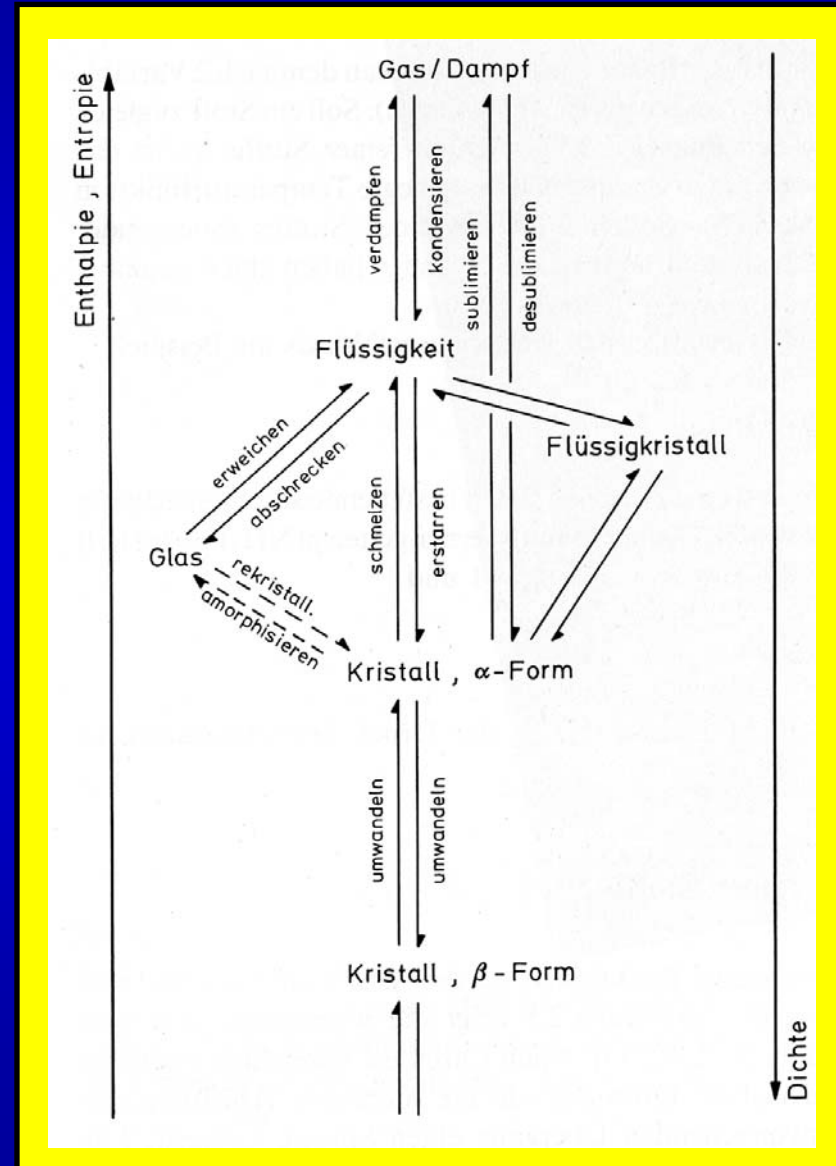 Gas/Dampf
Enthalpie, Entropie
verdampfen
kondensieren
sublimieren
desublimieren
Flüssigkeit
Flüssigkristall
erweichen
abschrecken
schmelzen
erstarren
Glas
rekristall.
amorphisieren
Kristall, α-Form
umwandeln
umwandeln
Kristall, β-Form
Dichte